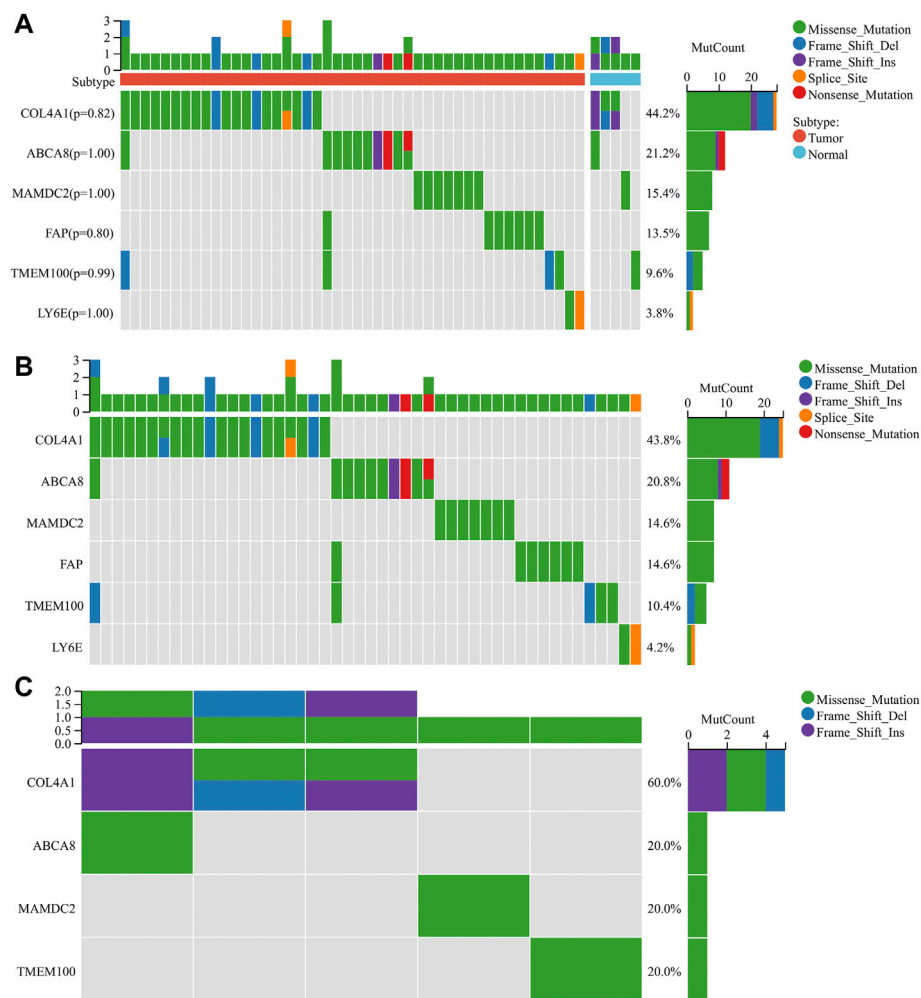 A
3
2
1
0
Subtype
COL4A1(p=0.82)
ABCA8(p=1.00)
MAMDC2(p=1.00)
FAP(p=0.80)
TMEM100(p=0.99)
LY6E(p=1.00)
44.2%
21.2%
15.4%
13.5%
9.6%
3.8%
MutCount
0 10 20
Missense_Mutation
Frame_Shift_Del
Frame_Shift_Ins
Splice_Site
Nonsense_Mutation
Subtype:
Tumor
Normal
B
3
2
1
0
COL4A1
ABCA8
MAMDC2
FAP
TMEM100
LY6E
43.8%
20.8%
14.6%
14.6%
10.4%
4.2%
MutCount
0 10 20
Missense_Mutation
Frame_Shift_Del
Frame_Shift_Ins
Splice_Site
Nonsense_Mutation
C
2.0
1.5
1.0
0.5
0.0
COL4A1
ABCA8
MAMDC2
TMEM100
60.0%
20.0%
20.0%
20.0%
MutCount
0 2 4
Missense_Mutation
Frame_Shift_Del
Frame_Shift_Ins